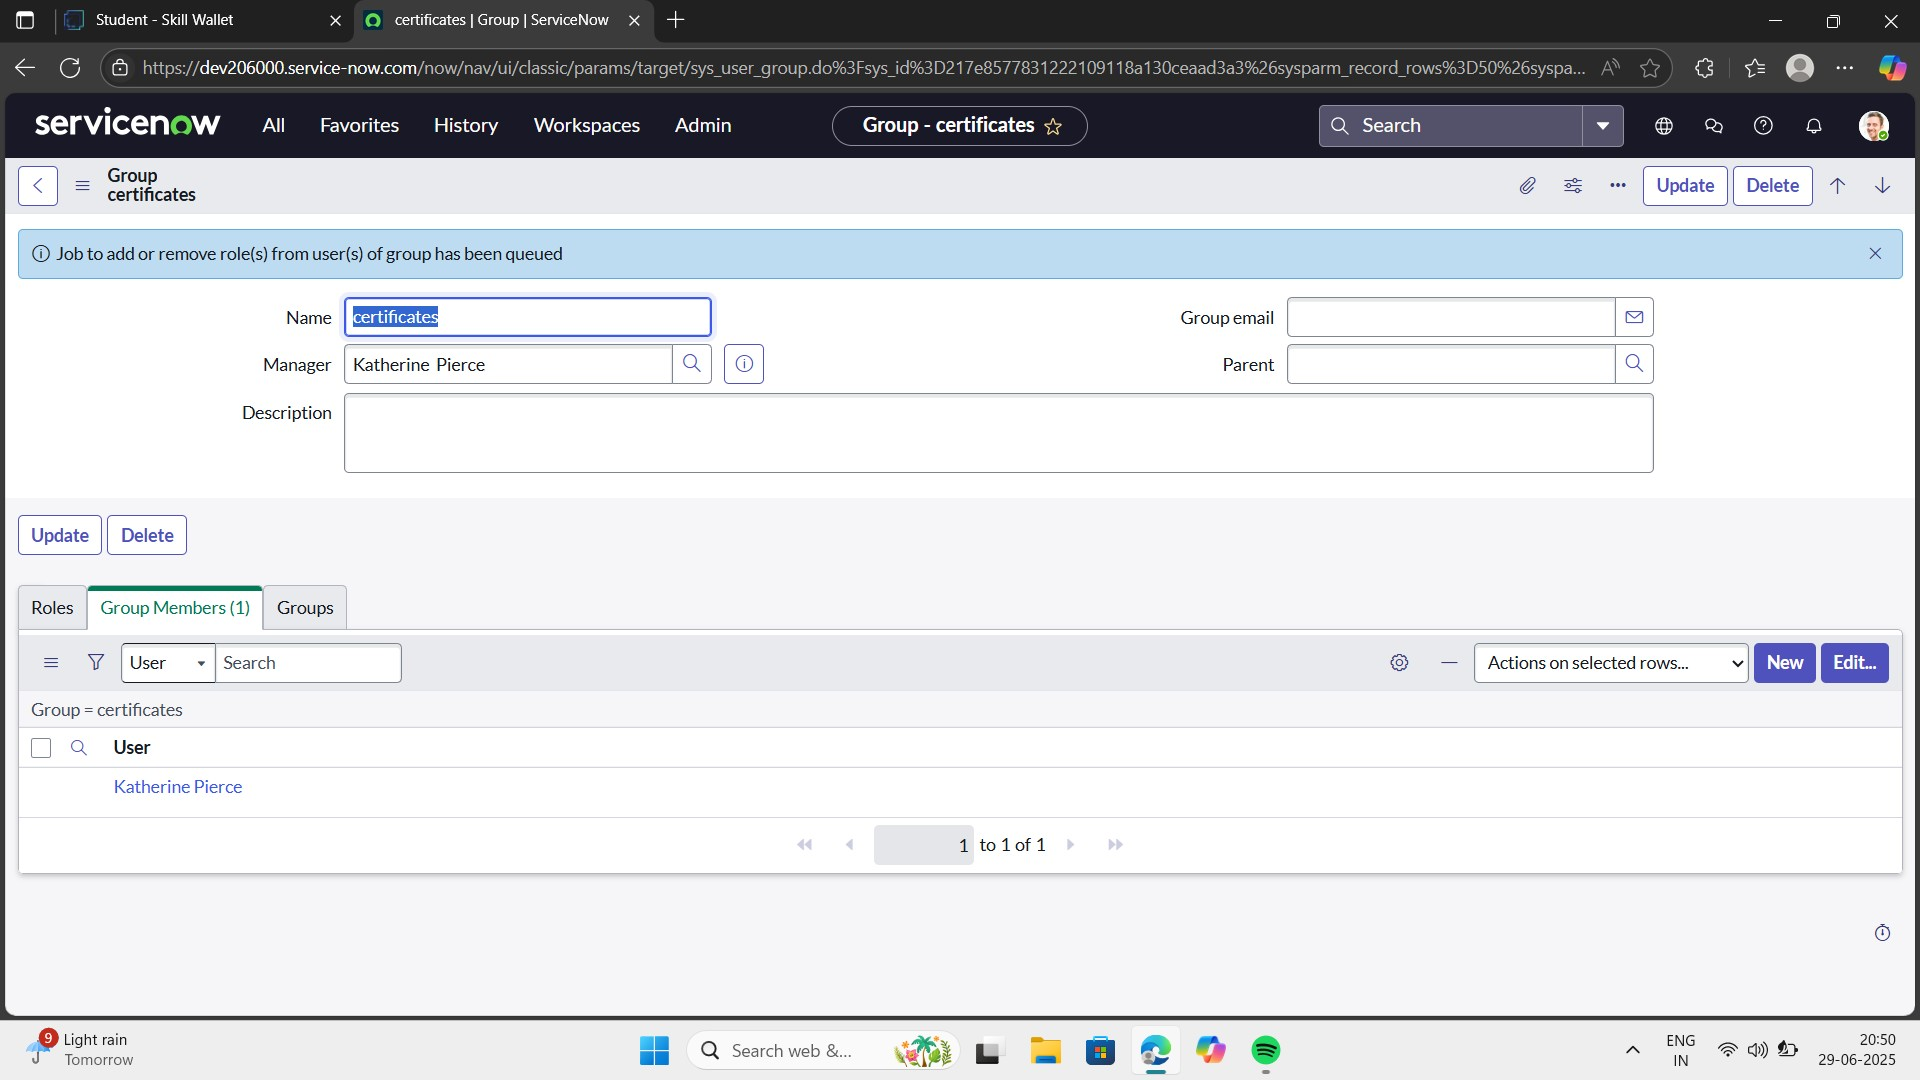 Student - Skill Wallet
certificates | Group | ServiceNow
https://dev206000.service-now.com/now/nav/ui/classic/params/target/sys_user_group.do%3Fsys_id%3D217e8577831222109118a130ceaad3a3%26sysparm_record_rows%3D50%26syspa...
servicenow
All
Favorites
History
Workspaces
Admin
Group - certificates
Search
Group
certificates
Update
Delete
Job to add or remove role(s) from user(s) of group has been queued
Name
certificates
Group email
Manager
Katherine Pierce
Parent
Description
Update
Delete
Roles
Group Members (1)
Groups
User
Search
Actions on selected rows...
New
Edit...
Group = certificates
User
Katherine Pierce
1 to 1 of 1
9
Light rain
Tomorrow
Search web &...
ENG
IN
20:50
29-06-2025